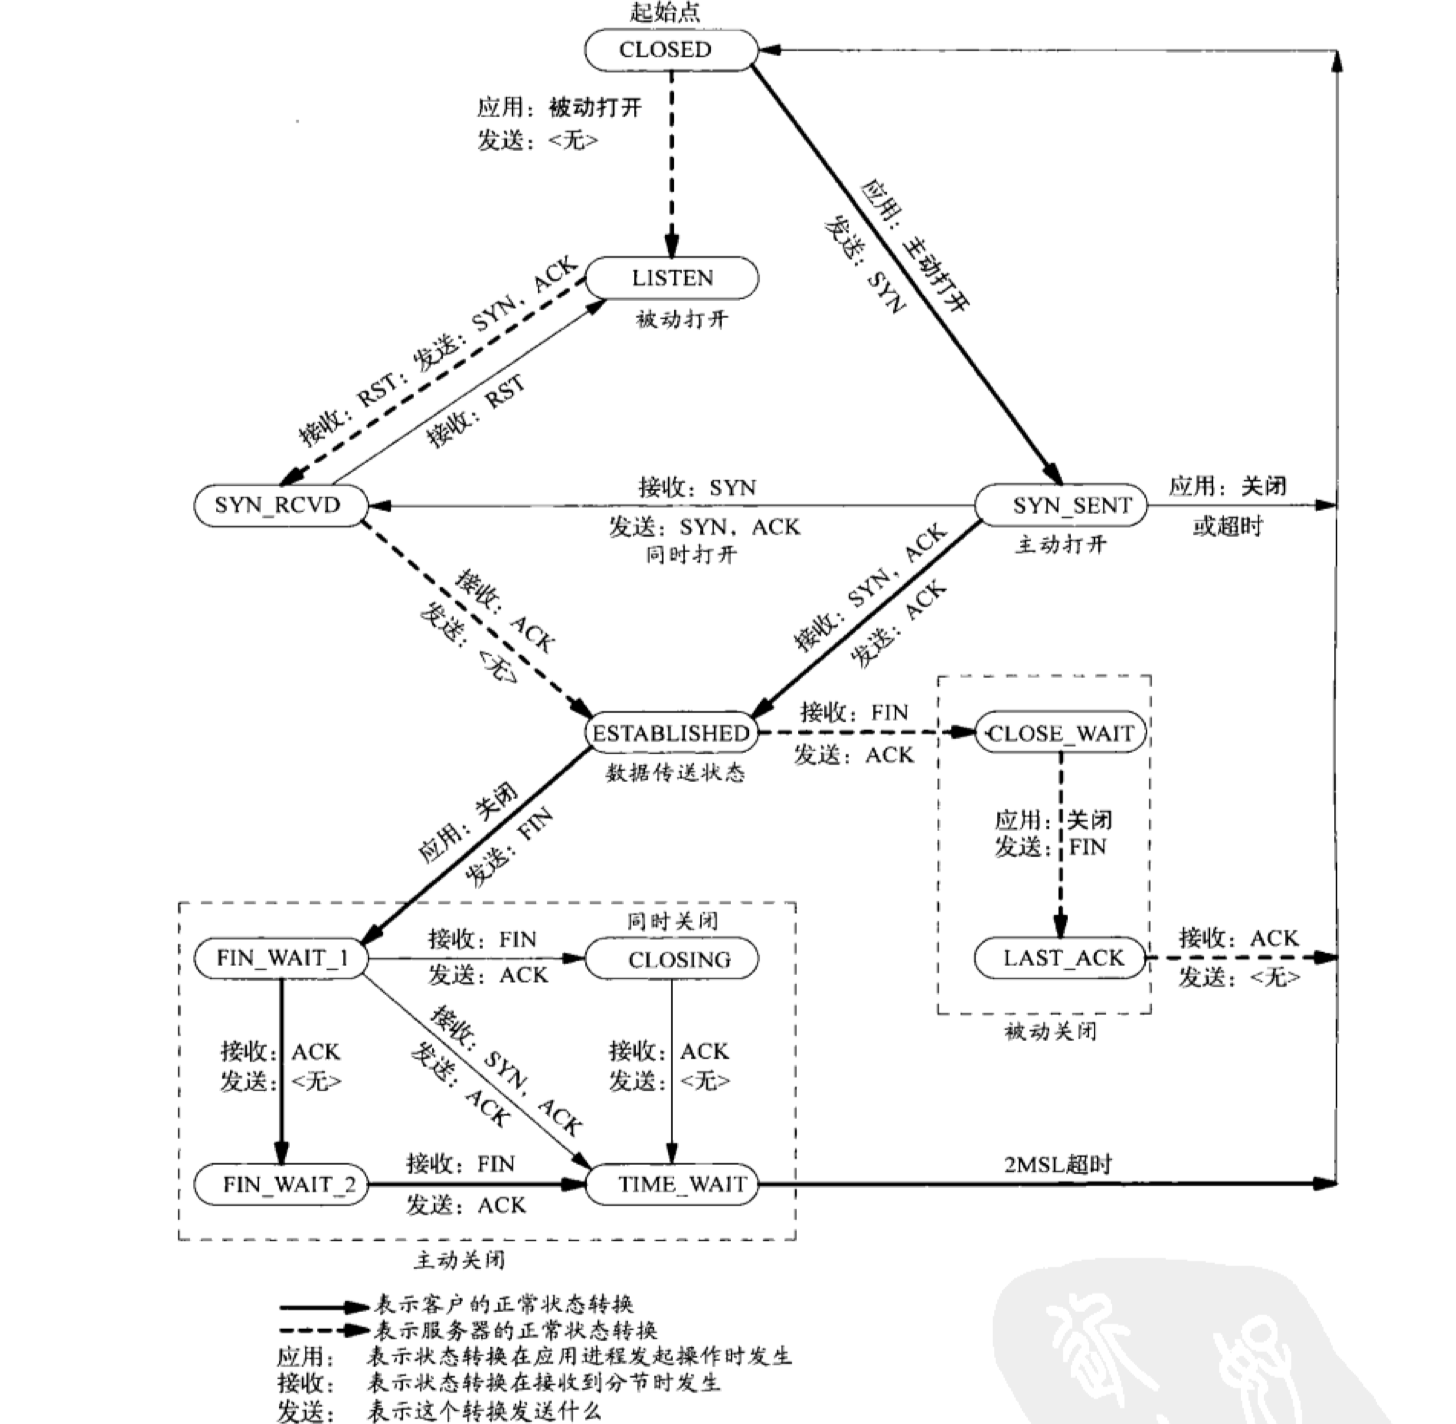 起始点
CLOSED
应用：被动打开
发送：<无>
应用：主动打开
发送：SYN
LISTEN
被动打开
接收：RST；发送：SYN，ACK
接收：RST
SYN_RCVD
接收：SYN
发送：SYN，ACK
同时打开
SYN_SENT
主动打开
应用：关闭
或超时
接收：ACK
发送：<无>
接收：SYN，ACK
发送：ACK
ESTABLISHED
数据传送状态
接收：FIN
发送：ACK
CLOSE_WAIT
应用：关闭
发送：FIN
应用：关闭
发送：FIN
LAST_ACK
接收：ACK
发送：<无>
被动关闭
同时关闭
FIN_WAIT_1
接收：FIN
发送：ACK
CLOSING
接收：ACK
发送：<无>
接收：SYN，ACK
发送：ACK
接收：ACK
发送：<无>
FIN_WAIT_2
接收：FIN
发送：ACK
TIME_WAIT
2MSL超时
主动关闭
表示客户的正常状态转换
表示服务器的正常状态转换
应用： 表示状态转换在应用进程发起操作时发生
接收： 表示状态转换在接收到分节时发生
发送： 表示这个转换发送什么